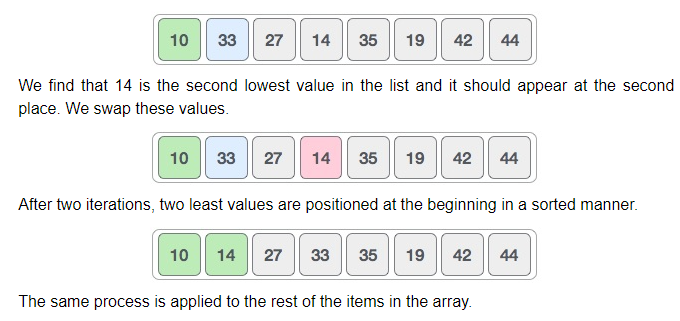 10 33 27 14 35 19 42 44
We find that 14 is the second lowest value in the list and it should appear at the second
place. We swap these values.
10 33 27 14 35 19 42 44
After two iterations, two least values are positioned at the beginning in a sorted manner.
10 14 27 33 35 19 42 44
The same process is applied to the rest of the items in the array.